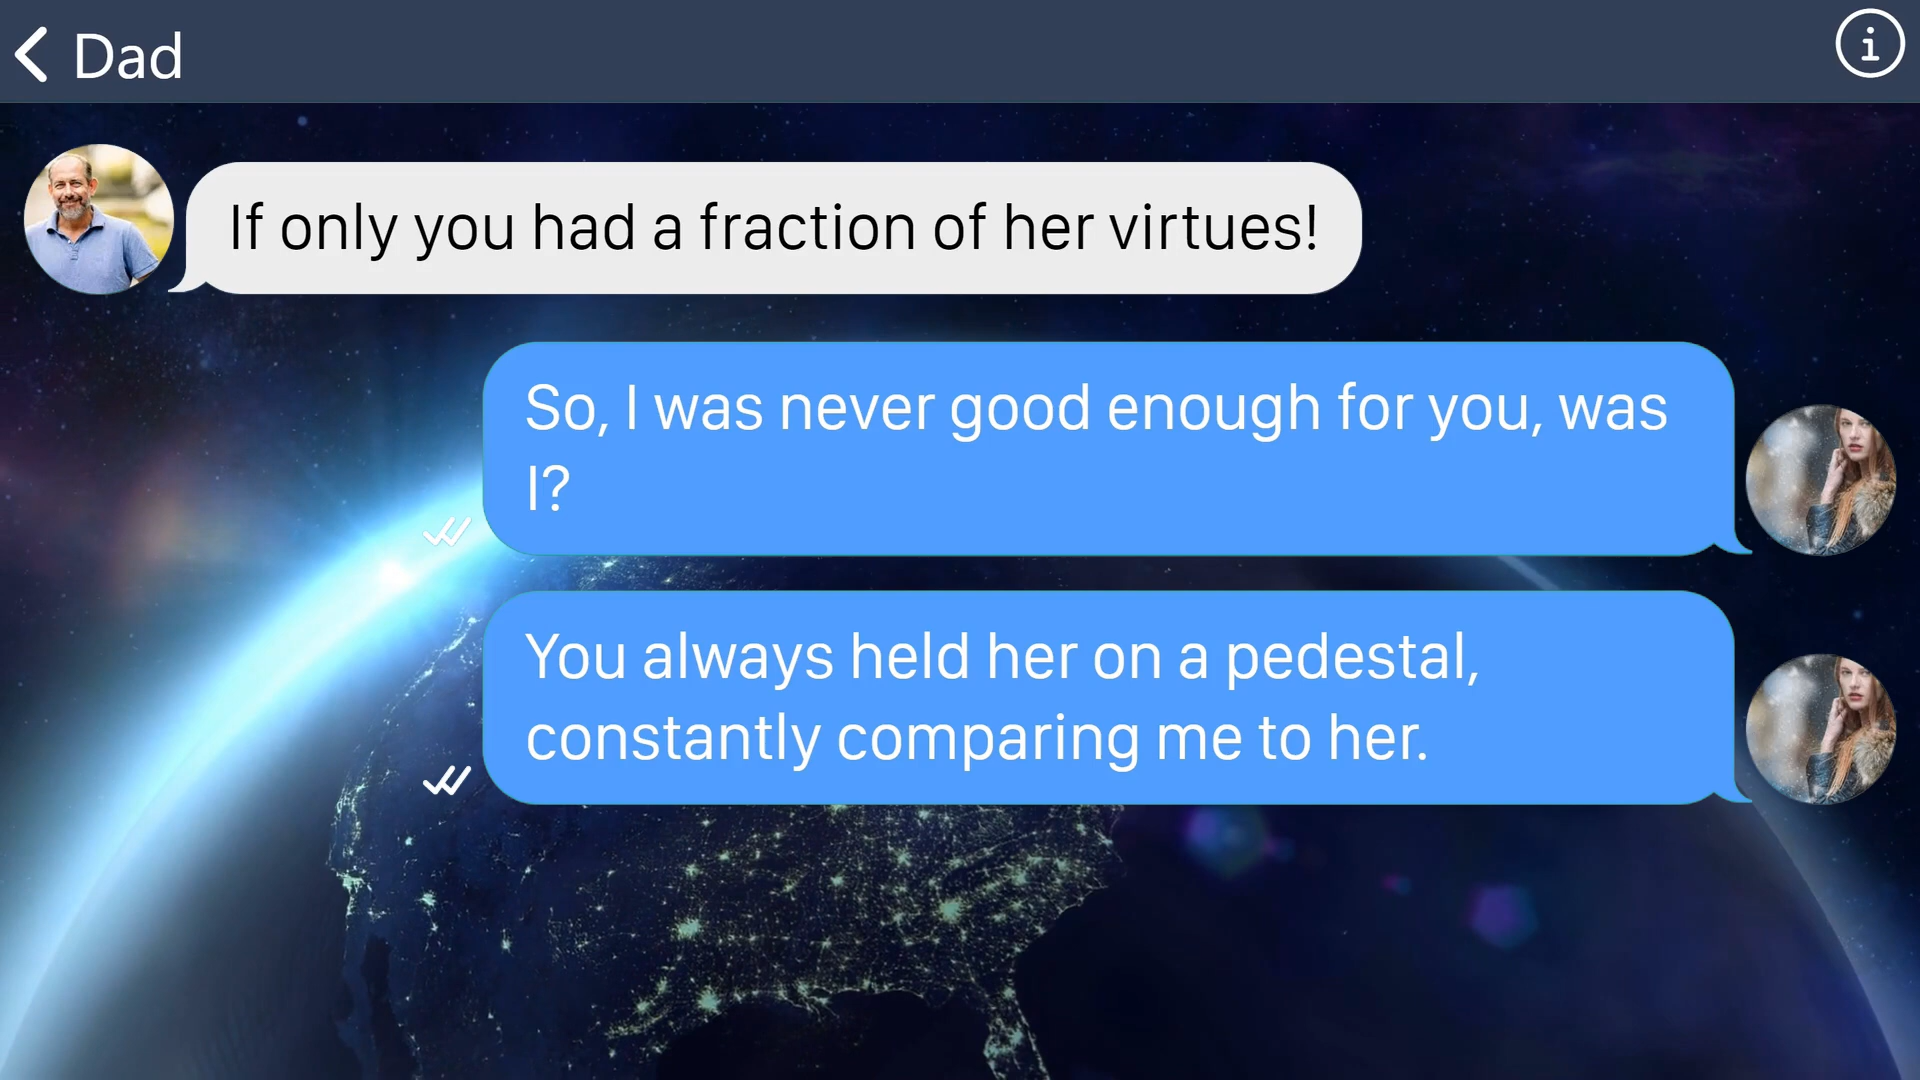 Dad
If only you had a fraction of her virtues!
So, I was never good enough for you, was
I?
You always held her on a pedestal,
constantly comparing me to her.